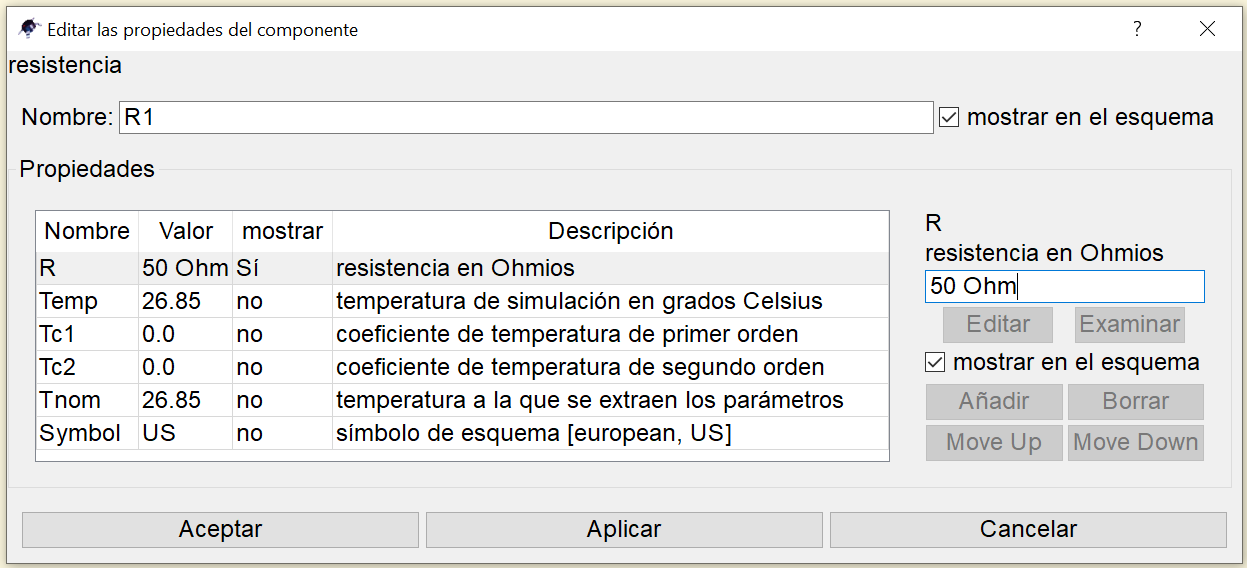 Editar las propiedades del componente ?
resistencia
Nombre: R1 mostrar en el esquema
Propiedades
Nombre Valor mostrar Descripción
R 50 Ohm Sí resistencia en Ohmios
Temp 26.85 no temperatura de simulación en grados Celsius
Tc1 0.0 no coeficiente de temperatura de primer orden
Tc2 0.0 no coeficiente de temperatura de segundo orden
Tnom 26.85 no temperatura a la que se extraen los parámetros
Symbol US no símbolo de esquema [european, US]
R
resistencia en Ohmios
50 Ohm
Editar Examinar
mostrar en el esquema
Añadir Borrar
Move Up Move Down
Aceptar Aplicar Cancelar